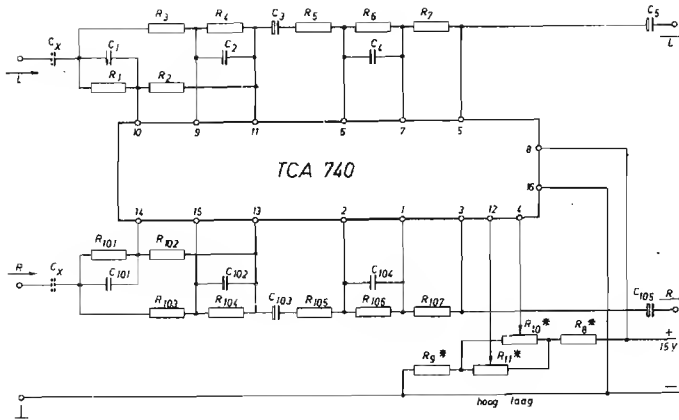 R3 R4 C3 R5 R6 R7 C5
CX C1 C2 C4
L L
R1 R2
10 9 11 6 7 5
8
TCA 740
16
14 15 13 2 1 3 12 4
R101 R102
R CX C101 C102 C104 C105 R
R103 R104 C103 R105 R106 R107
R10* R8* +
15V
R9* R11*
hoog laag −